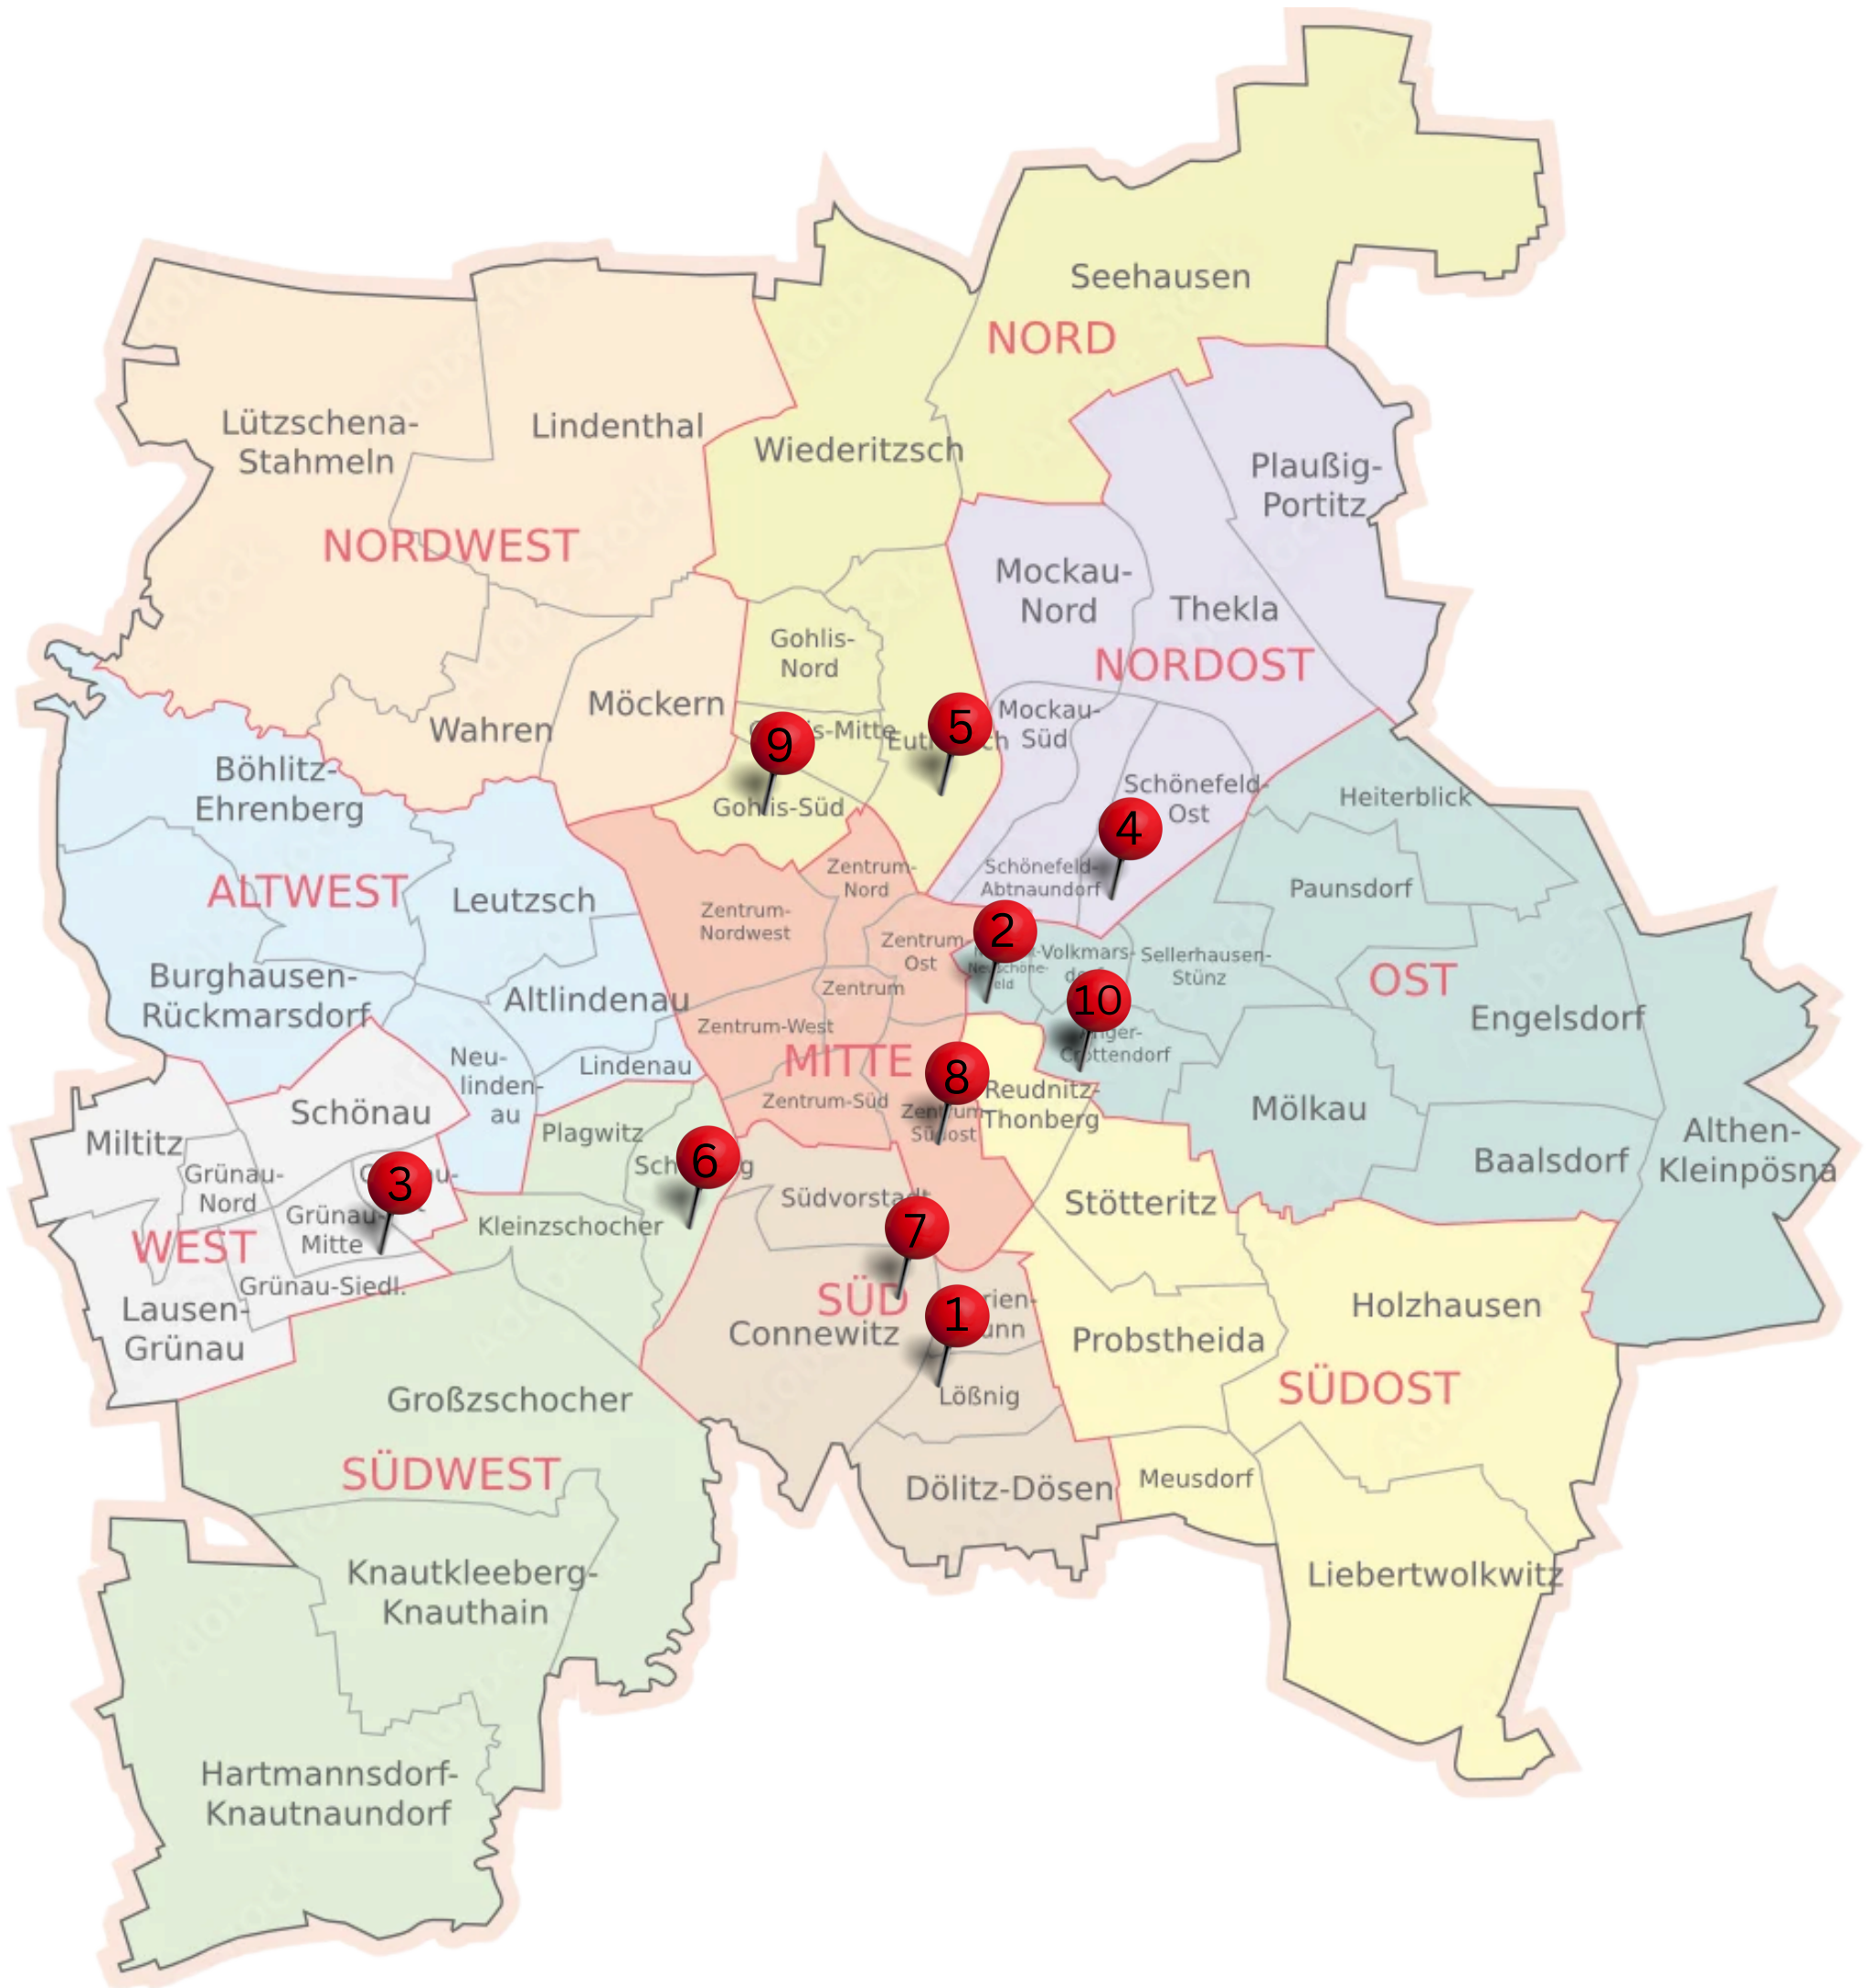 Seehausen
NORD
Lützschena-
Stahmeln
Lindenthal
Wiederitzsch
Plaußig-
Portitz
NORDWEST
Mockau-
Nord
Thekla
Gohlis-
Nord
NORDOST
Möckern
Wahren
Mockau-
Süd
5
9
Böhlitz-
Ehrenberg
Gohlis-Süd
Schönefeld-
Ost
Heiterblick
4
Schönefeld-
Abtnaundorf
Zentrum-
Nord
Paunsdorf
ALTWEST
Leutzsch
Zentrum-
Nordwest
2
Zentrum-
Ost
Volkmars-
Sellerhausen-
Stünz
OST
Burghausen-
Rückmarsdorf
Altlindenau
Zentrum
10
Engelsdorf
Zentrum-West
Crottendorf
MITTE
Neu-
linden-
au
Lindenau
8
Reudnitz-
Thonberg
Zentrum-Süd
Schönau
Mölkau
Miltitz
Plagwitz
Althen-
Kleinpösna
Baalsdorf
6
3
Grünau-
Nord
Südvorstadt
Stötteritz
Grünau-
Mitte
Kleinzschocher
7
WEST
Grünau-Siedl.
Lausen-
Grünau
SÜD
Connewitz
1
Holzhausen
Probstheida
SÜDOST
Großzschocher
Lößnig
SÜDWEST
Dölitz-Dösen
Meusdorf
Knautkleeberg-
Knauthain
Liebertwolkwitz
Hartmannsdorf-
Knautnaundorf